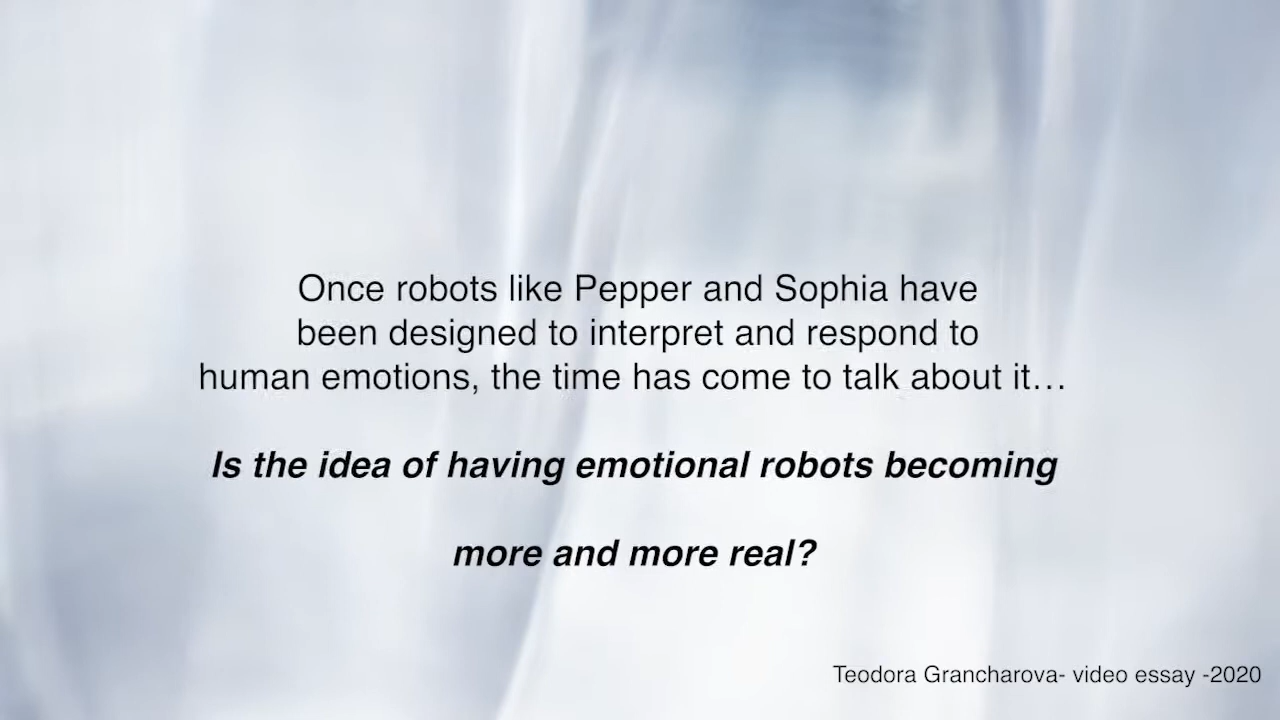 Once robots like Pepper and Sophia have
been designed to interpret and respond to
human emotions, the time has come to talk about it…
Is the idea of having emotional robots becoming
more and more real?
Teodora Grancharova- video essay -2020